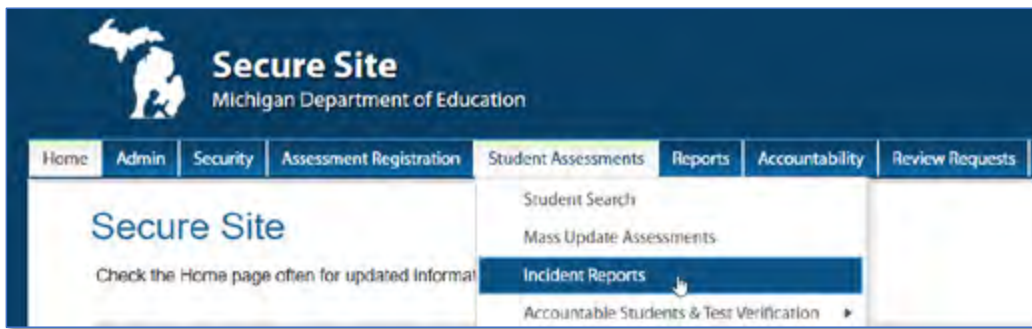 Secure Site
Michigan Department of Education
Home Admin Security Assessment Registration Student Assessments Reports Accountability Review Requests
Student Search
Secure Site
Mass Update Assessments
Check the Home page often for updated informat
Incident Reports
Accountable Students & Test Verification